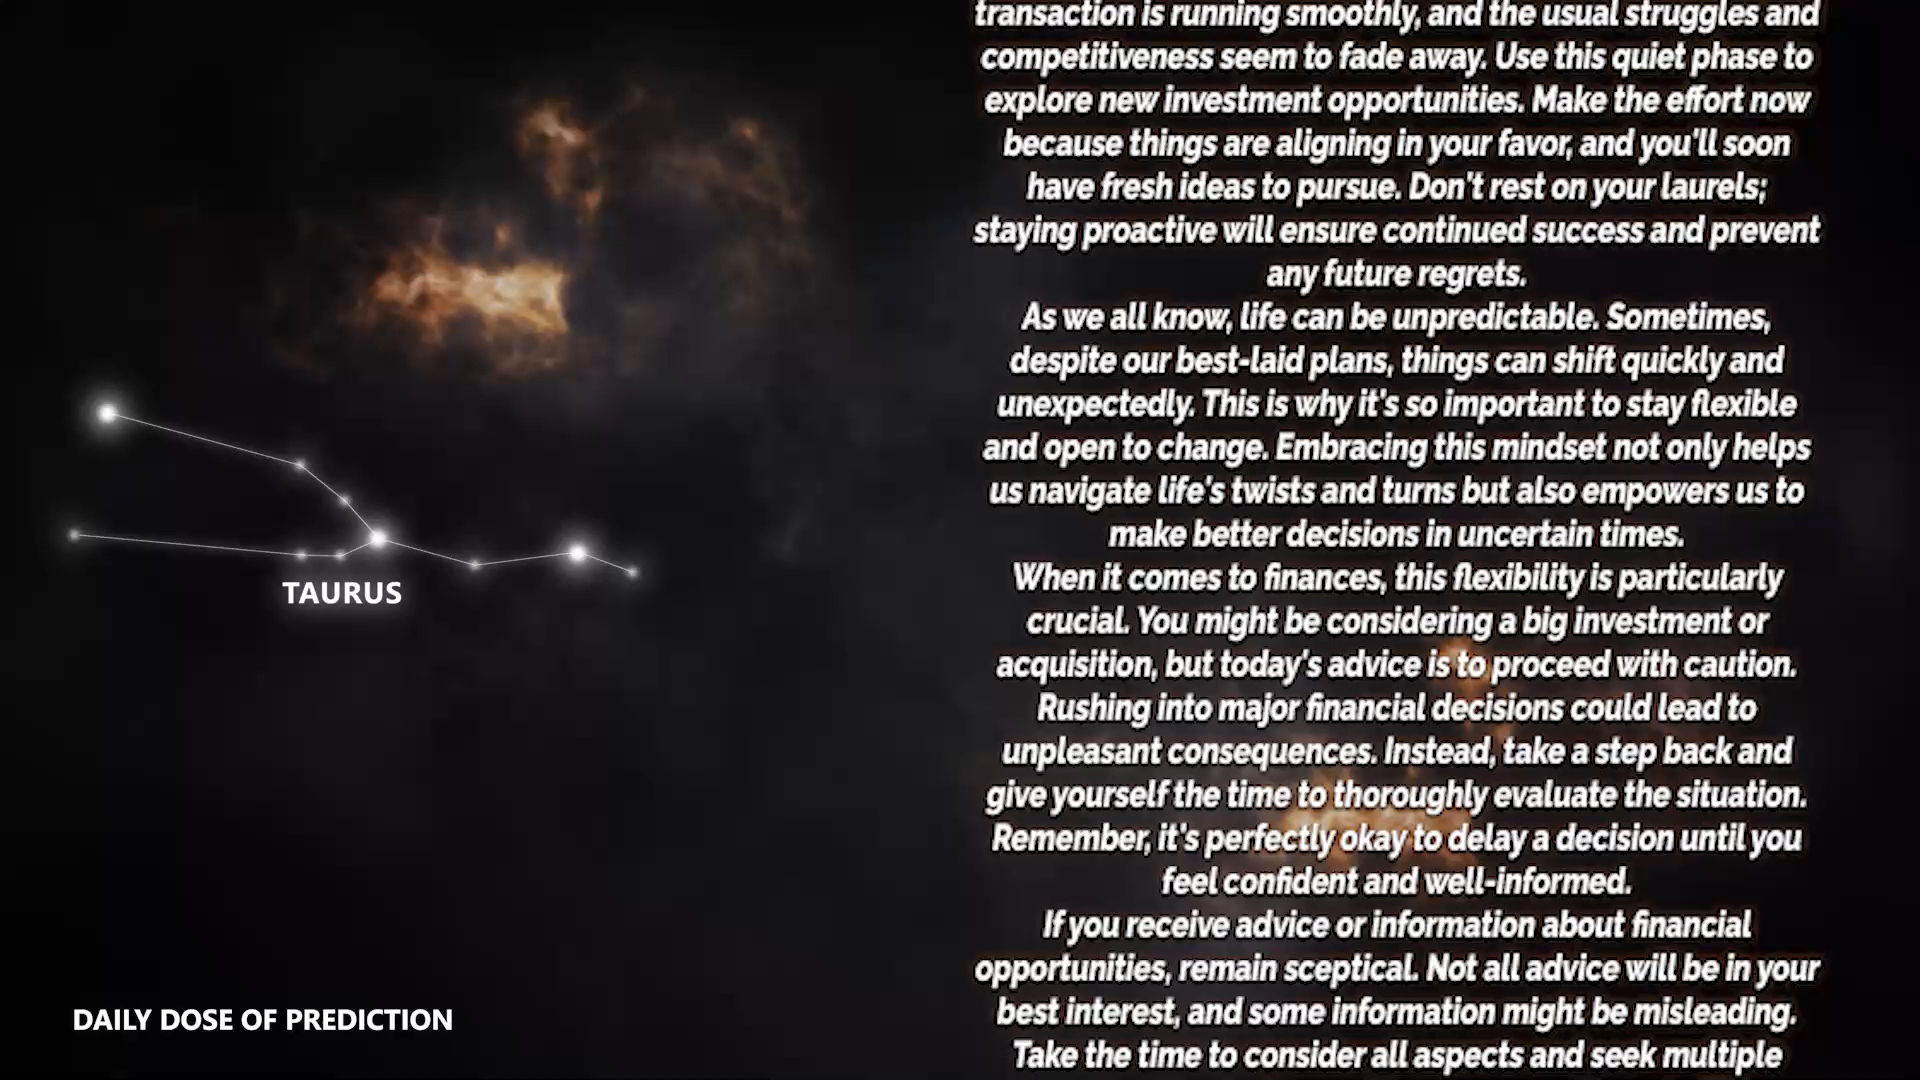 transaction is running smoothly, and the usual struggles and
competitiveness seem to fade away. Use this quiet phase to
explore new investment opportunities. Make the effort now
because things are aligning in your favor, and you'll soon
have fresh ideas to pursue. Don't rest on your laurels;
staying proactive will ensure continued success and prevent
any future regrets.
As we all know, life can be unpredictable. Sometimes,
despite our best-laid plans, things can shift quickly and
unexpectedly. This is why it's so important to stay flexible
and open to change. Embracing this mindset not only helps
us navigate life's twists and turns but also empowers us to
make better decisions in uncertain times.
When it comes to finances, this flexibility is particularly
crucial. You might be considering a big investment or
acquisition, but today's advice is to proceed with caution.
Rushing into major financial decisions could lead to
unpleasant consequences. Instead, take a step back and
give yourself the time to thoroughly evaluate the situation.
Remember, it's perfectly okay to delay a decision until you
feel confident and well-informed.
If you receive advice or information about financial
opportunities, remain sceptical. Not all advice will be in your
best interest, and some information might be misleading.
Take the time to consider all aspects and seek multiple
TAURUS
DAILY DOSE OF PREDICTION